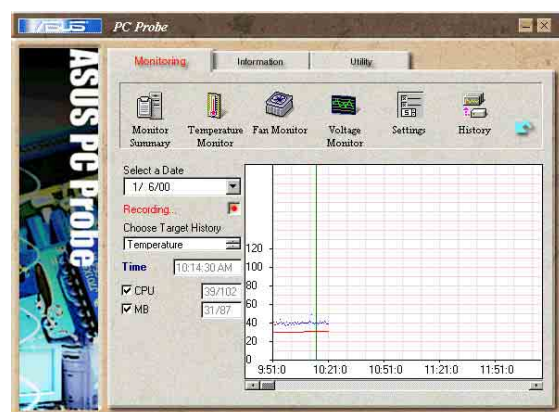 ASUS PC Probe
ASUS PC Probe
Monitoring Information Utility
Monitor Summary
Temperature Monitor
Fan Monitor
Voltage Monitor
Settings
History
Select a Date
1/ 6/00
Recording...
Choose Target History
Temperature
Time 10:14:30 AM
CPU 39/102
MB 31/87
120
100
80
60
40
20
0
9:51:0 10:21:0 10:51:0 11:21:0 11:51:0